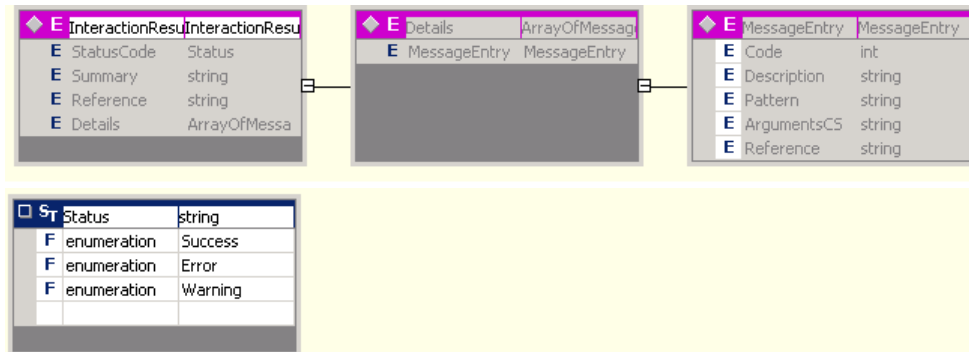 E InteractionResu InteractionResu
E StatusCode Status
E Summary string
E Reference string
E Details ArrayOfMessa
E Details ArrayOfMessag
E MessageEntry MessageEntry
E MessageEntry MessageEntry
E Code int
E Description string
E Pattern string
E ArgumentsCS string
E Reference string
ST Status string
F enumeration Success
F enumeration Error
F enumeration Warning